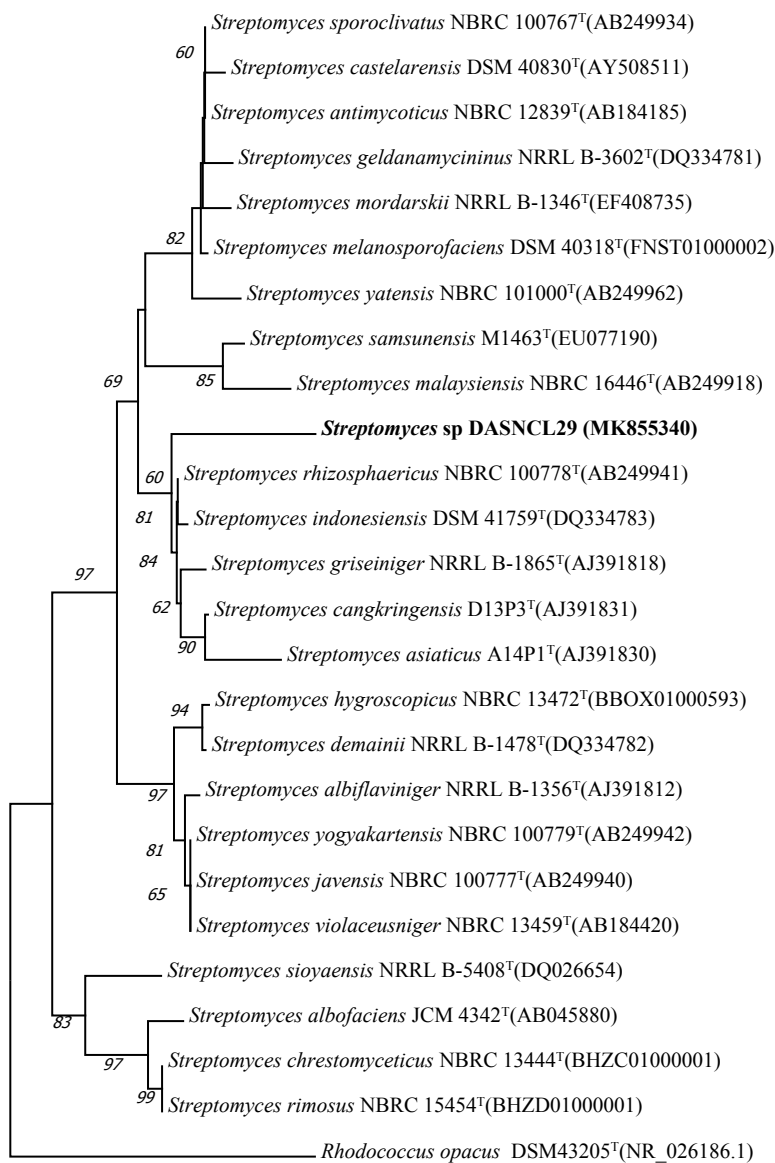 Streptomyces sporoclivatus NBRC 100767ᵀ(AB249934)
60
Streptomyces castelarensis DSM 40830ᵀ(AY508511)
Streptomyces antimycoticus NBRC 12839ᵀ(AB184185)
Streptomyces geldanamycininus NRRL B-3602ᵀ(DQ334781)
Streptomyces mordarskii NRRL B-1346ᵀ(EF408735)
82
Streptomyces melanosporofaciens DSM 40318ᵀ(FNST01000002)
Streptomyces yatensis NBRC 101000ᵀ(AB249962)
Streptomyces samsunensis M1463ᵀ(EU077190)
69
85
Streptomyces malaysiensis NBRC 16446ᵀ(AB249918)
Streptomyces sp DASNCL29 (MK855340)
60
Streptomyces rhizosphaericus NBRC 100778ᵀ(AB249941)
81
Streptomyces indonesiensis DSM 41759ᵀ(DQ334783)
84
Streptomyces griseiniger NRRL B-1865ᵀ(AJ391818)
97
62
Streptomyces cangkringensis D13P3ᵀ(AJ391831)
90
Streptomyces asiaticus A14P1ᵀ(AJ391830)
Streptomyces hygroscopicus NBRC 13472ᵀ(BBOX01000593)
94
Streptomyces demainii NRRL B-1478ᵀ(DQ334782)
97
Streptomyces albiflaviniger NRRL B-1356ᵀ(AJ391812)
Streptomyces yogyakartensis NBRC 100779ᵀ(AB249942)
81
Streptomyces javensis NBRC 100777ᵀ(AB249940)
65
Streptomyces violaceusniger NBRC 13459ᵀ(AB184420)
Streptomyces sioyaensis NRRL B-5408ᵀ(DQ026654)
83
Streptomyces albofaciens JCM 4342ᵀ(AB045880)
97
Streptomyces chrestomyceticus NBRC 13444ᵀ(BHZC01000001)
99
Streptomyces rimosus NBRC 15454ᵀ(BHZD01000001)
Rhodococcus opacus DSM43205ᵀ(NR_026186.1)